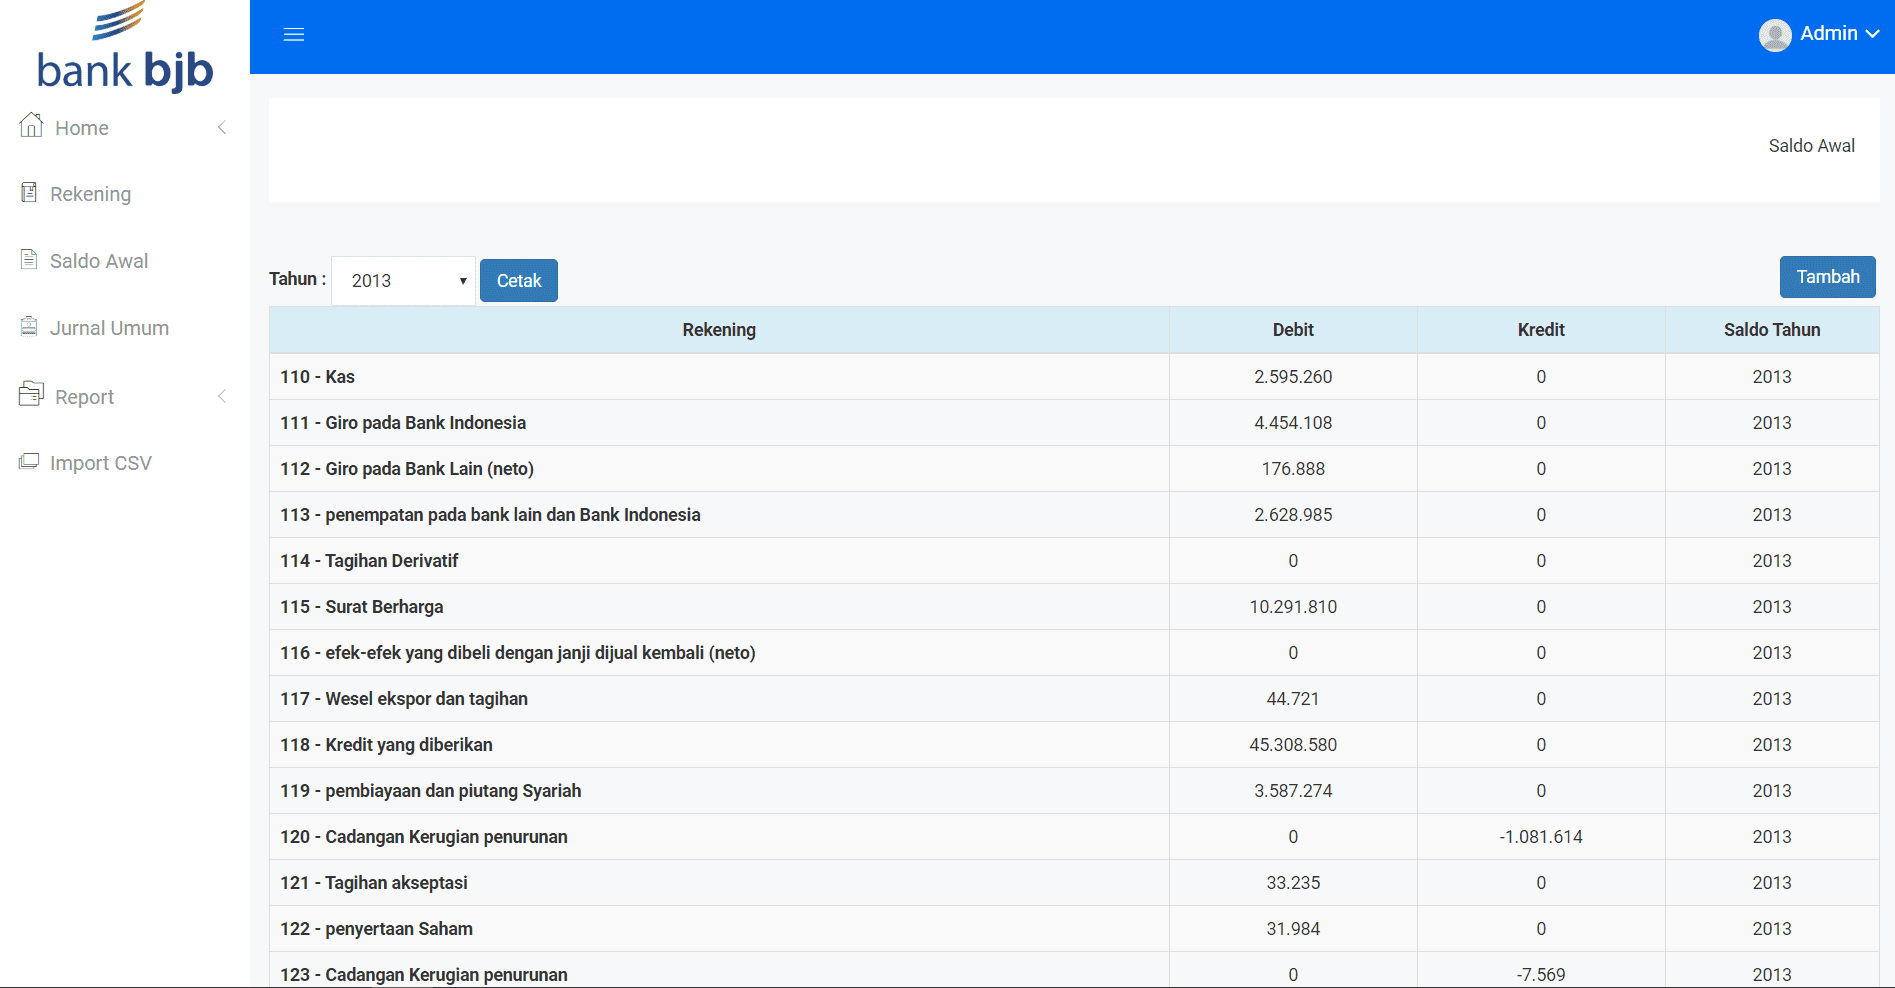 bank bjb
Admin
Home
Rekening
Saldo Awal
Jurnal Umum
Report
Import CSV
Saldo Awal
Tahun : 2013 Cetak Tambah
Rekening Debit Kredit Saldo Tahun
110 - Kas 2.595.260 0 2013
111 - Giro pada Bank Indonesia 4.454.108 0 2013
112 - Giro pada Bank Lain (neto) 176.888 0 2013
113 - penempatan pada bank lain dan Bank Indonesia 2.628.985 0 2013
114 - Tagihan Derivatif 0 0 2013
115 - Surat Berharga 10.291.810 0 2013
116 - efek-efek yang dibeli dengan janji dijual kembali (neto) 0 0 2013
117 - Wesel ekspor dan tagihan 44.721 0 2013
118 - Kredit yang diberikan 45.308.580 0 2013
119 - pembiayaan dan piutang Syariah 3.587.274 0 2013
120 - Cadangan Kerugian penurunan 0 -1.081.614 2013
121 - Tagihan akseptasi 33.235 0 2013
122 - penyertaan Saham 31.984 0 2013
123 - Cadangan Kerugian penurunan 0 -7.569 2013